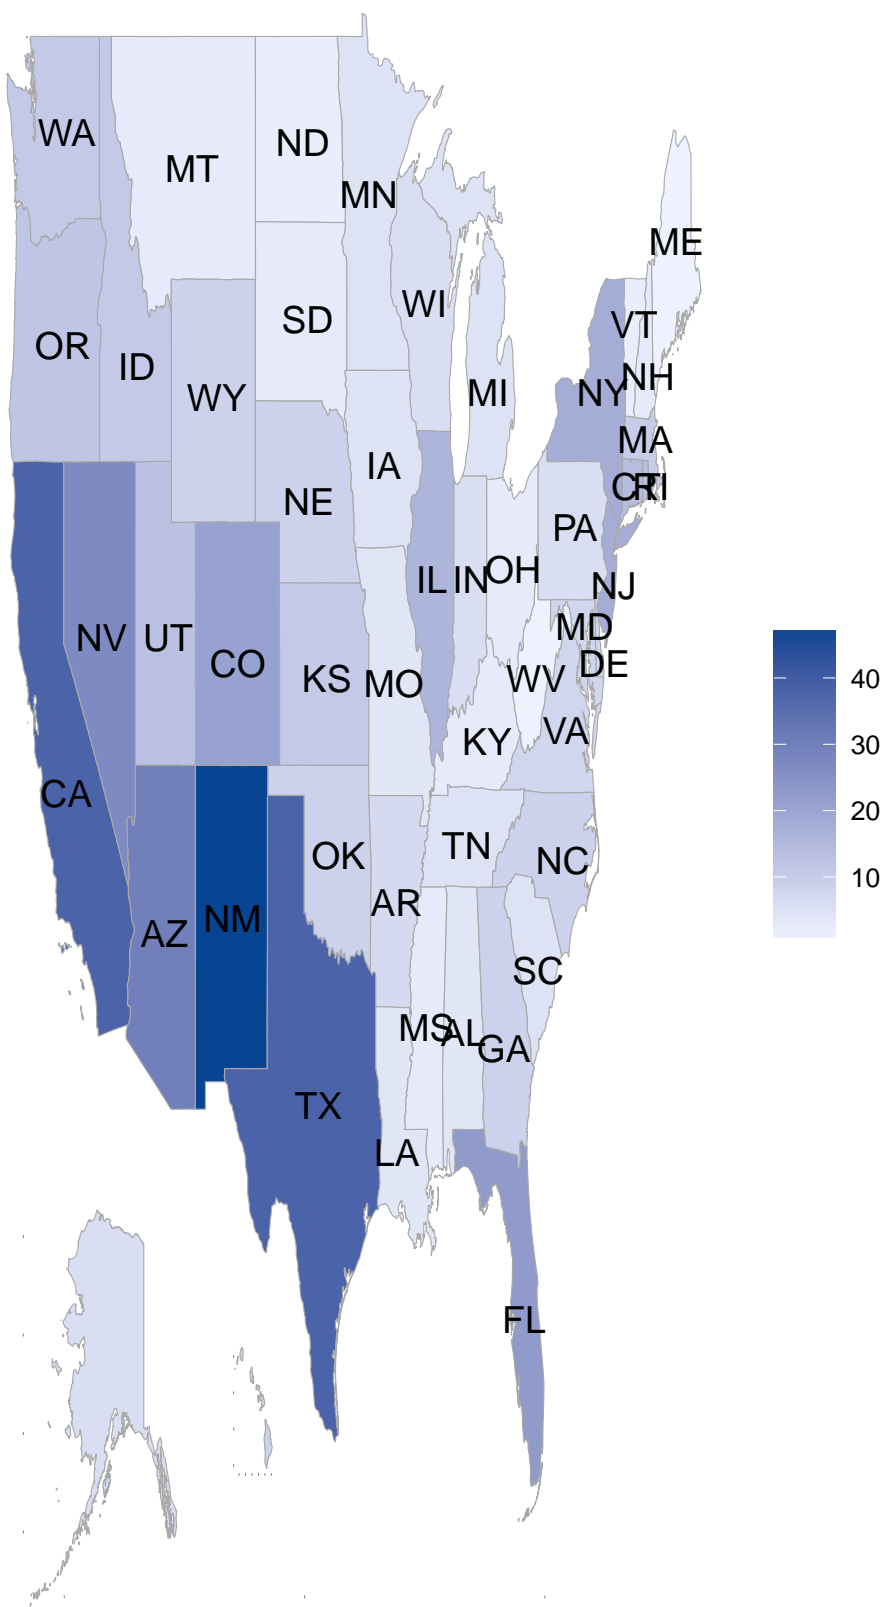 WA
MT
ND
MN
ME
OR
ID
WY
SD
WI
MI
VT
NH
NY
MA
IA
NE
CT
RI
PA
NV
UT
CO
KS
MO
IL
IN
OH
NJ
MD
DE
WV
VA
KY
CA
AZ
NM
OK
AR
TN
NC
SC
MS
AL
GA
TX
LA
FL
40
30
20
10